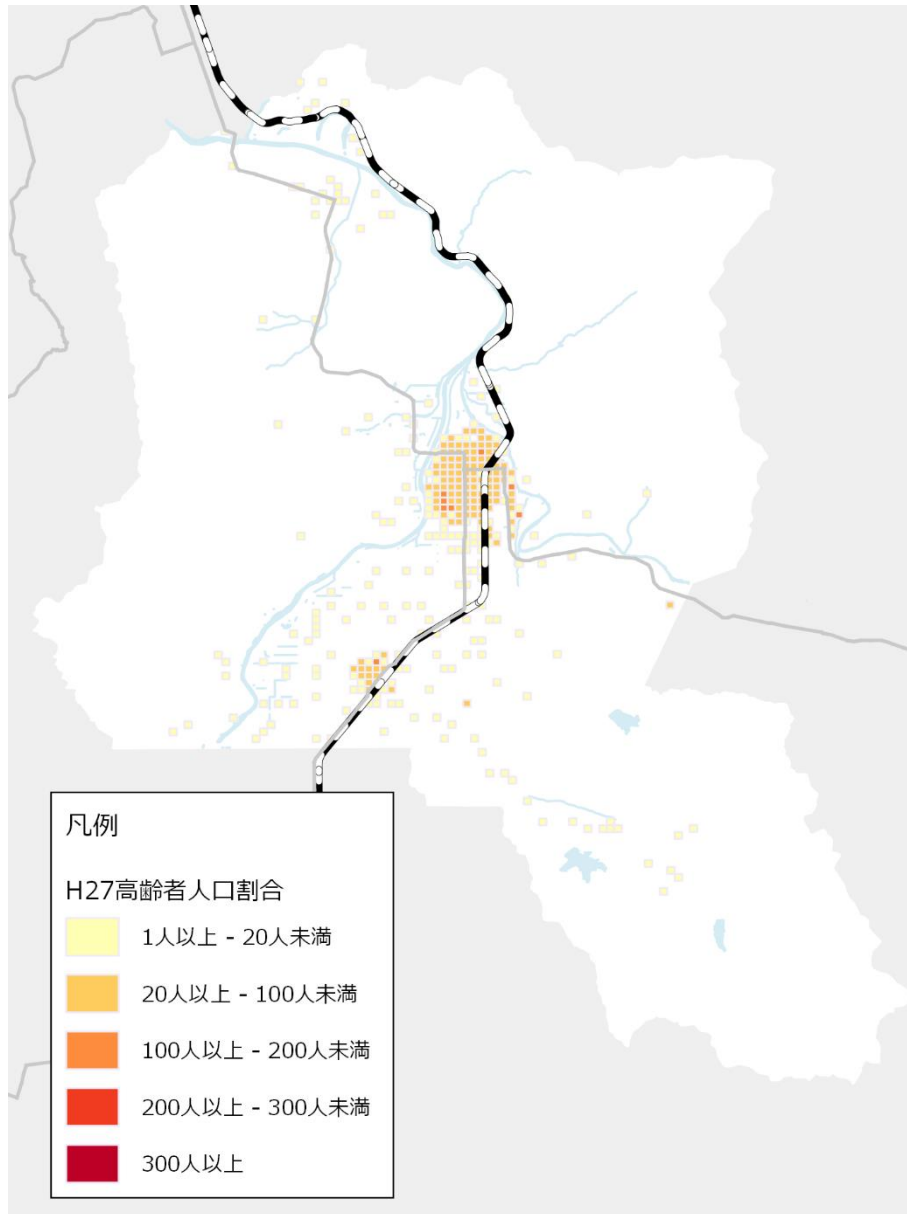 凡例
H27高齢者人口割合
1人以上 - 20人未満
20人以上 - 100人未満
100人以上 - 200人未満
200人以上 - 300人未満
300人以上